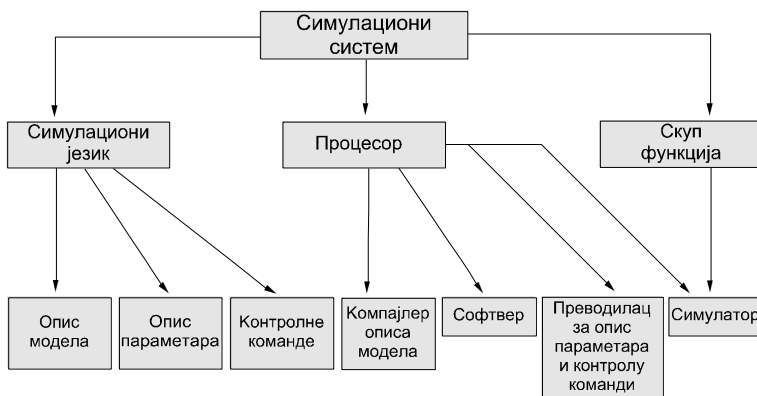 Симулациони
систем
Симулациони
језик
Процесор
Скуп
функција
Опис
модела
Опис
параметара
Контролне
команде
Компајлер
описа
модела
Софтвер
Преводилац
за опис
параметара
и контролу
команди
Симулатор